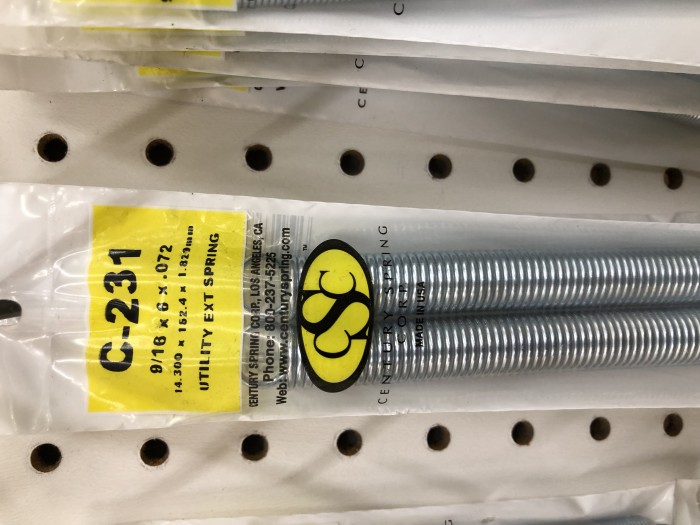 C-231
9/16 x 6 x .072
14.300 x 152.4 x 1.829mm
UTILITY EXT SPRING
CENTURY SPRING CORP., LOS ANGELES, CA
Phone: 800-237-5225
Web: www.centuryspring.com
™
CSC
CENTURY SPRING
CORP.
MADE IN USA